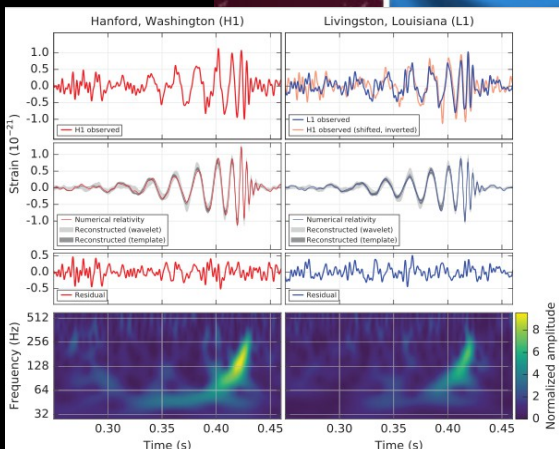 Hanford, Washington (H1)
Livingston, Louisiana (L1)
1.0
0.5
0.0
-0.5
-1.0
H1 observed
L1 observed
H1 observed (shifted, inverted)
Strain (10⁻²¹)
1.0
0.5
0.0
-0.5
-1.0
Numerical relativity
Reconstructed (wavelet)
Reconstructed (template)
Numerical relativity
Reconstructed (wavelet)
Reconstructed (template)
0.5
0.0
-0.5
Residual
Residual
Frequency (Hz)
512
256
128
64
32
0.30
0.35
0.40
0.45
Time (s)
0.30
0.35
0.40
0.45
Time (s)
8
6
4
2
0
Normalized amplitude